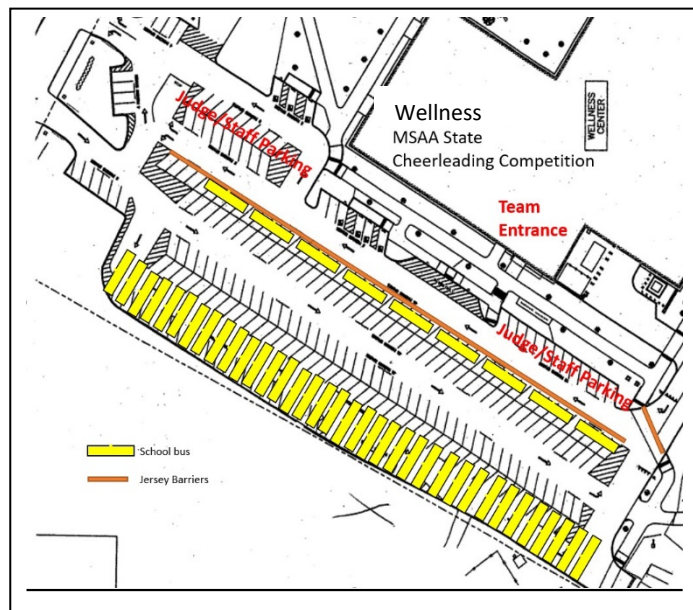 Judge/Staff Parking
Wellness
MSAA State
Cheerleading Competition
WELLNESS
CENTER
Team
Entrance
Judge/Staff Parking
School bus
Jersey Barriers